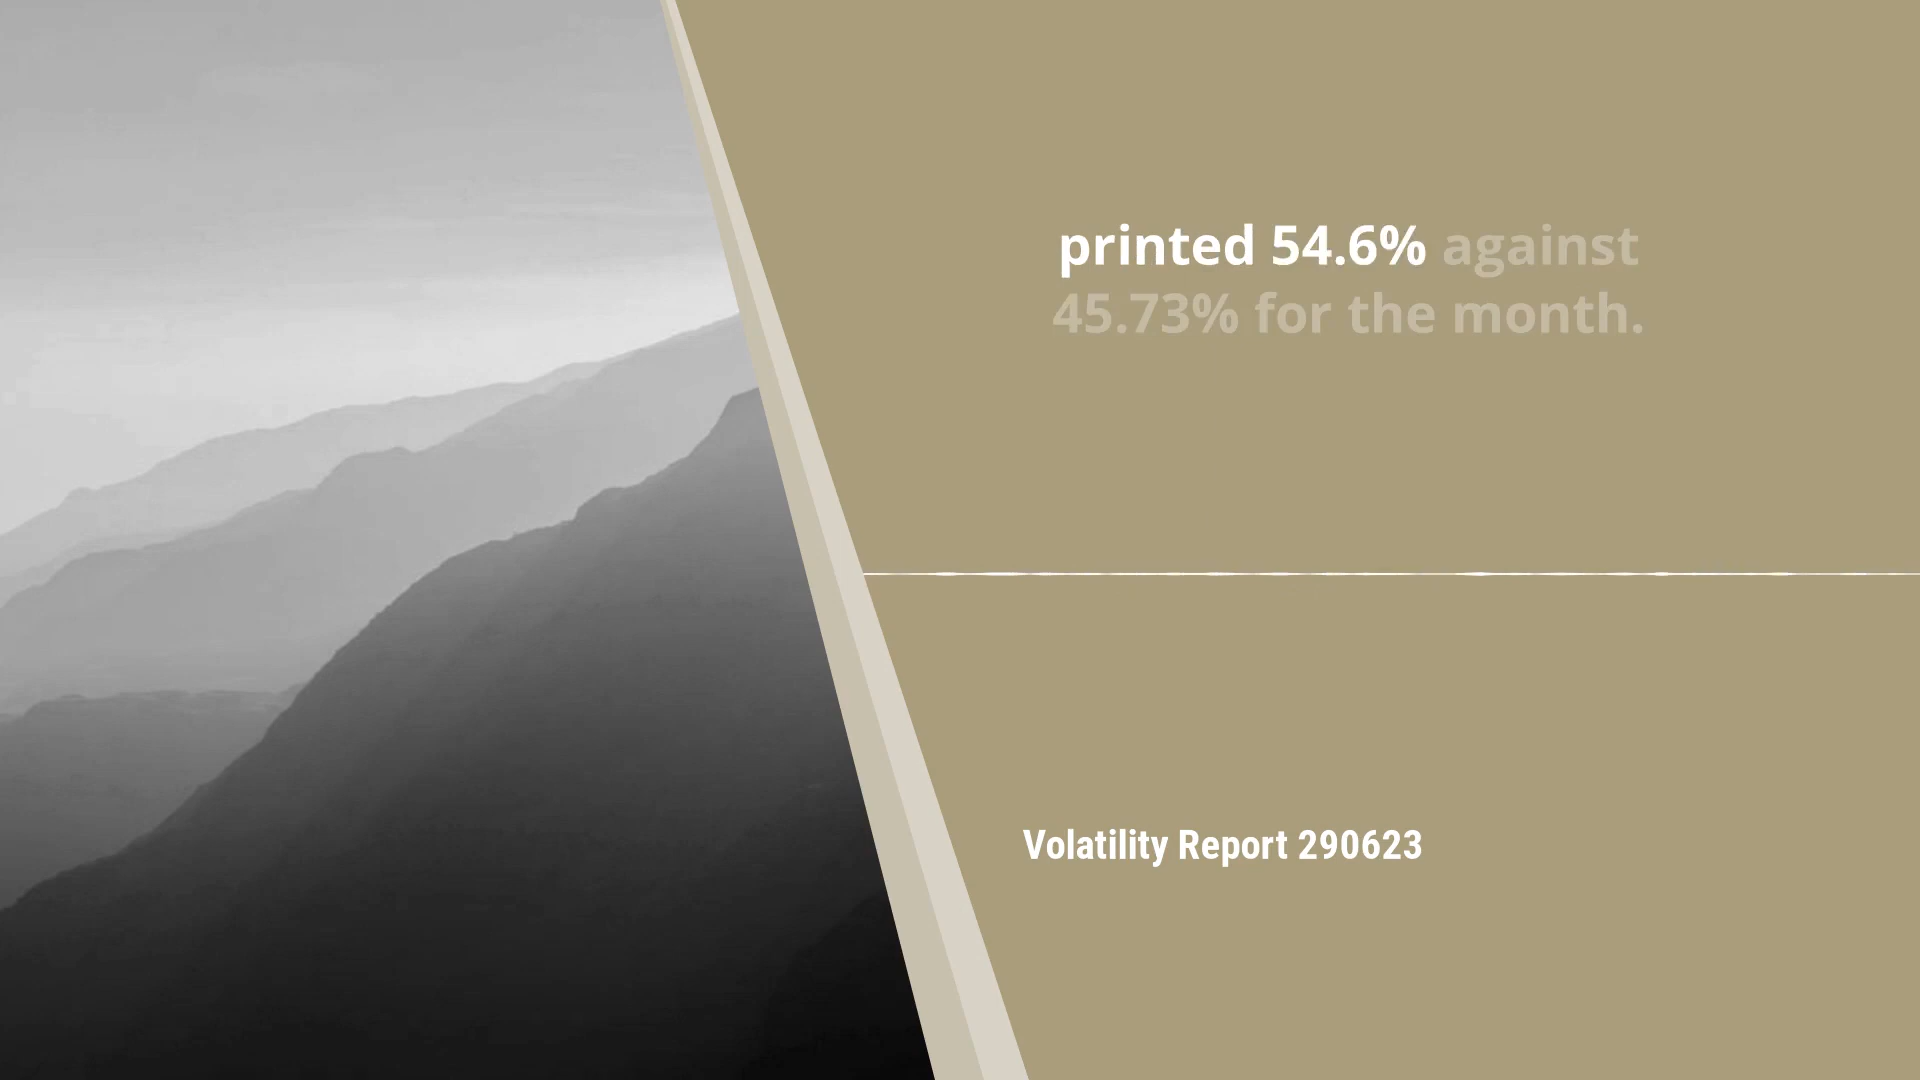 printed 54.6% against
45.73% for the month.
Volatility Report 290623